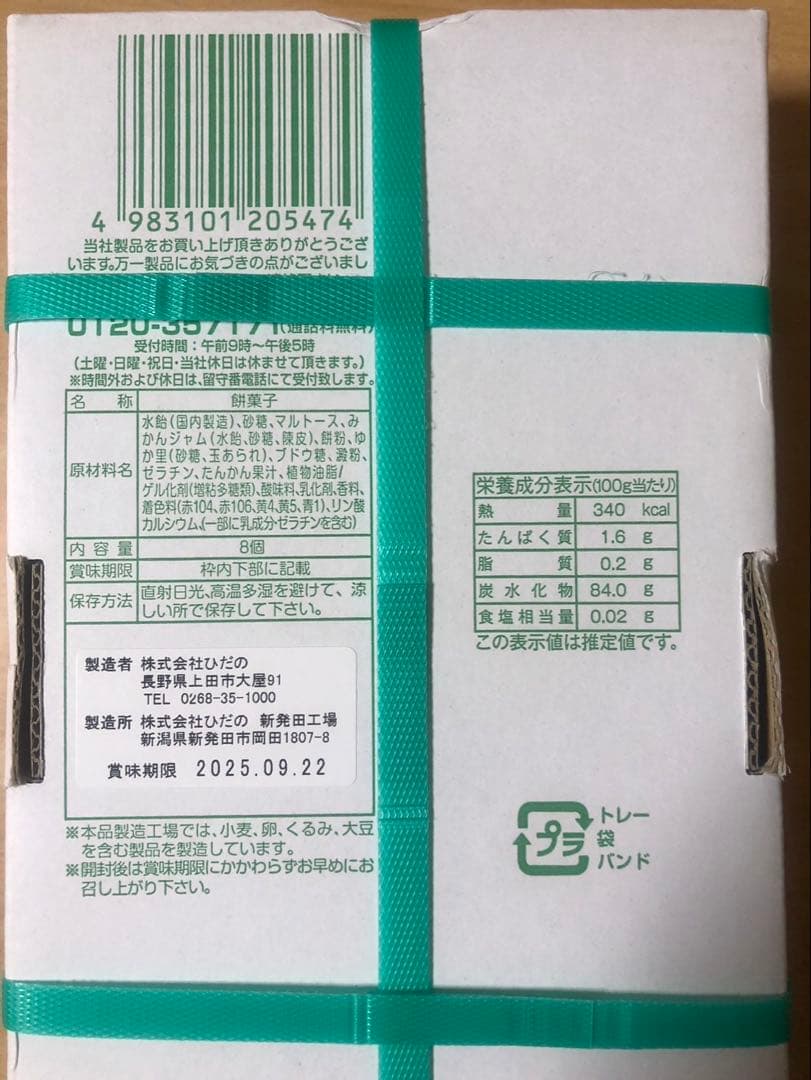 4 983101 205474
当社製品をお買い上げ頂きありがとうござ
います。万一製品にお気づきの点がございまし
0120-357171(通話料無料)
受付時間：午前9時〜午後5時
(土曜・日曜・祝日・当社休日は休ませて頂きます。)
※時間外および休日は、留守番電話にて受付致します。
名称 餅菓子
原材料名
水飴(国内製造)、砂糖、マルトース、み
かんジャム(水飴、砂糖、陳皮)、餅粉、ゆ
か里(砂糖、玉あられ)、ブドウ糖、澱粉、
ゼラチン、たんかん果汁、植物油脂/
ゲル化剤(増粘多糖類)、酸味料、乳化剤、香料、
着色料(赤104、赤106、黄4、黄5、青1)、リン酸
カルシウム、(一部に乳成分・ゼラチンを含む)
内容量 8個
賞味期限 枠内下部に記載
保存方法
直射日光、高温多湿を避けて、涼
しい所で保存して下さい。
製造者 株式会社ひだの
長野県上田市大屋91
TEL 0268-35-1000
製造所 株式会社ひだの 新発田工場
新潟県新発田市岡田1807-8
賞味期限 2025.09.22
※本品製造工場では、小麦、卵、くるみ、大豆
を含む製品を製造しています。
※開封後は賞味期限にかかわらずお早めにお
召し上がり下さい。
栄養成分表示(100g当たり)
熱量 340 kcal
たんぱく質 1.6 g
脂質 0.2 g
炭水化物 84.0 g
食塩相当量 0.02 g
この表示値は推定値です。
プラ
トレー
袋
バンド